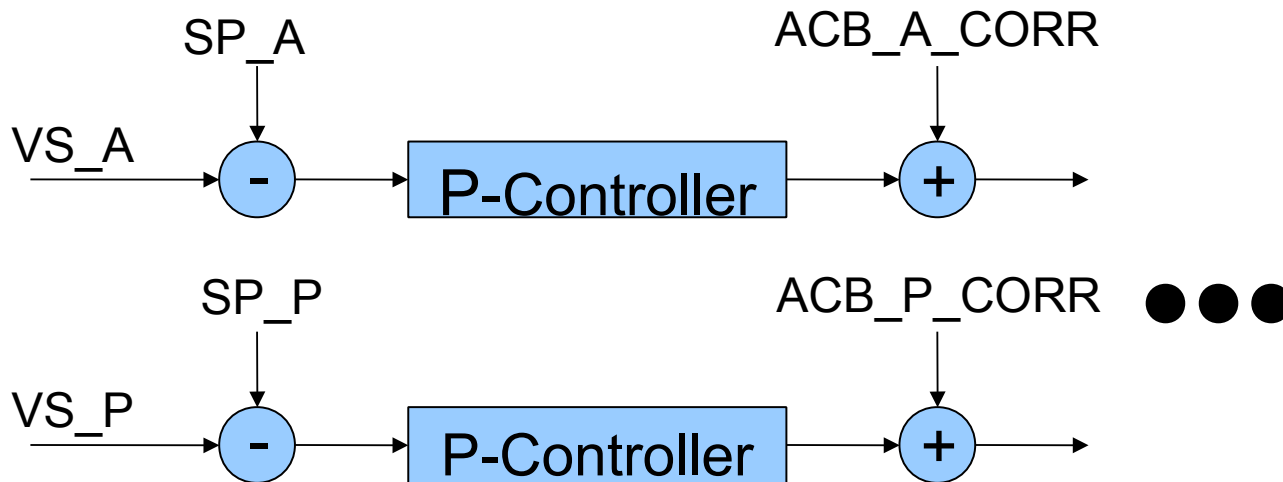 SP_A
ACB_A_CORR
VS_A
-
P-Controller
+
SP_P
ACB_P_CORR
VS_P
-
P-Controller
+